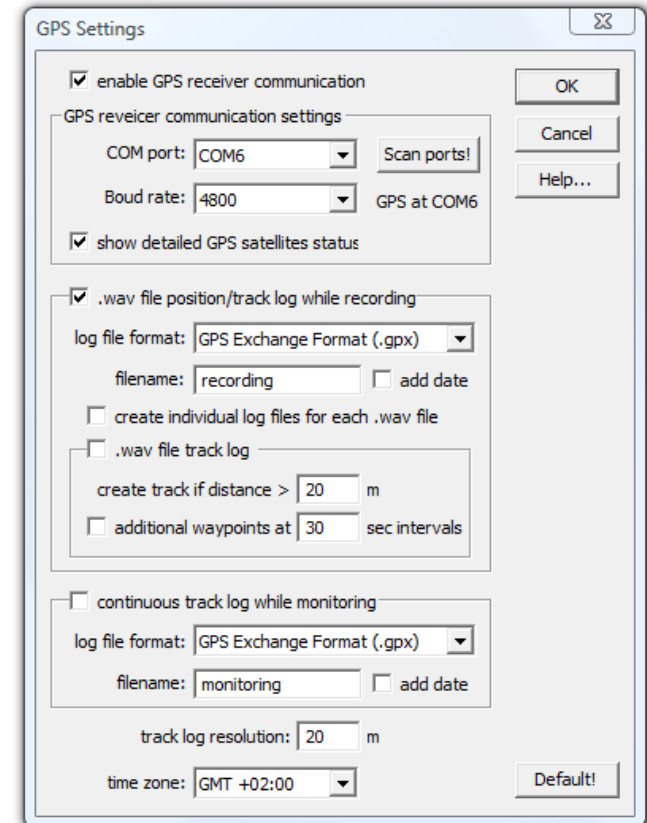 GPS Settings
enable GPS receiver communication
OK
GPS reveicer communication settings
Cancel
COM port: COM6 Scan ports!
Help...
Boud rate: 4800 GPS at COM6
show detailed GPS satellites status
.wav file position/track log while recording
log file format: GPS Exchange Format (.gpx)
filename: recording add date
create individual log files for each .wav file
.wav file track log
create track if distance > 20 m
additional waypoints at 30 sec intervals
continuous track log while monitoring
log file format: GPS Exchange Format (.gpx)
filename: monitoring add date
track log resolution: 20 m
time zone: GMT +02:00 Default!